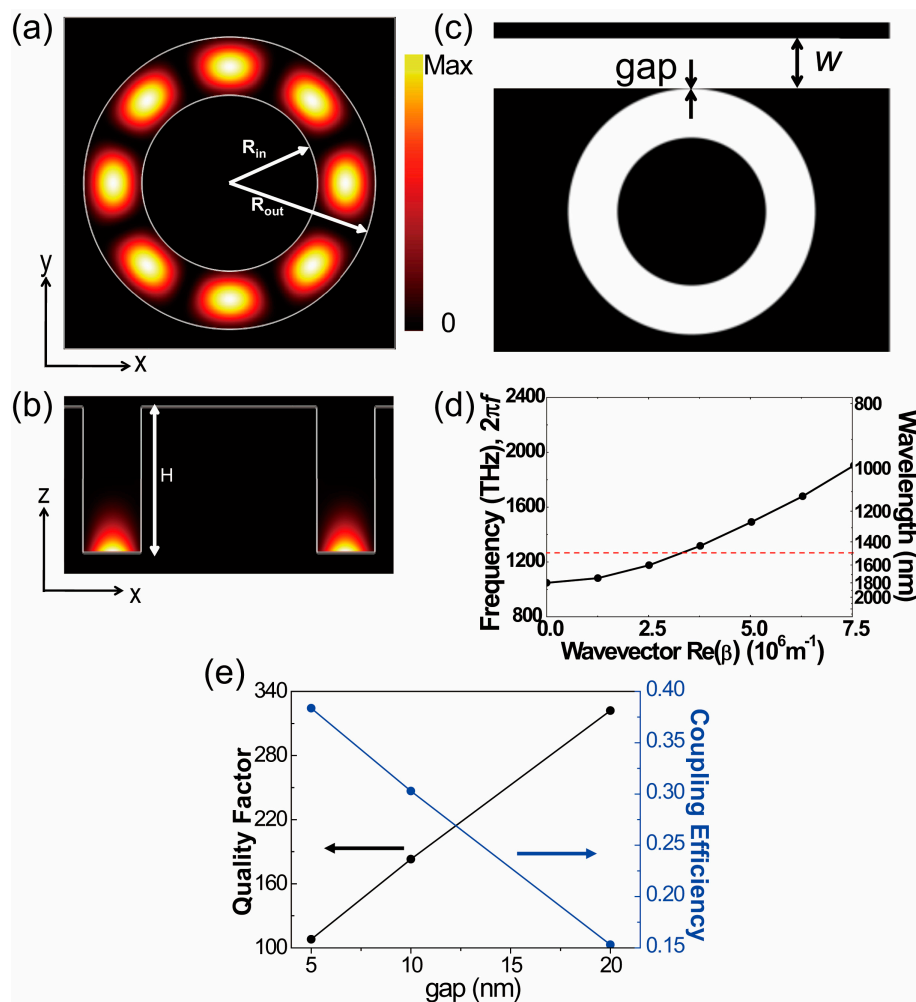 (a)
Max
0
R_in
R_out
y
x
(b)
H
z
x
(c)
gap
w
(d)
Frequency (THz), 2πf
2400
2000
1600
1200
800
0.0 2.5 5.0 7.5
Wavevector Re(β) (10⁶m⁻¹)
800
1000
1200
1400
1600
1800
2000
Wavelength (nm)
(e)
Quality Factor
340
280
220
160
100
5 10 15 20
gap (nm)
0.40
0.35
0.30
0.25
0.20
0.15
Coupling Efficiency